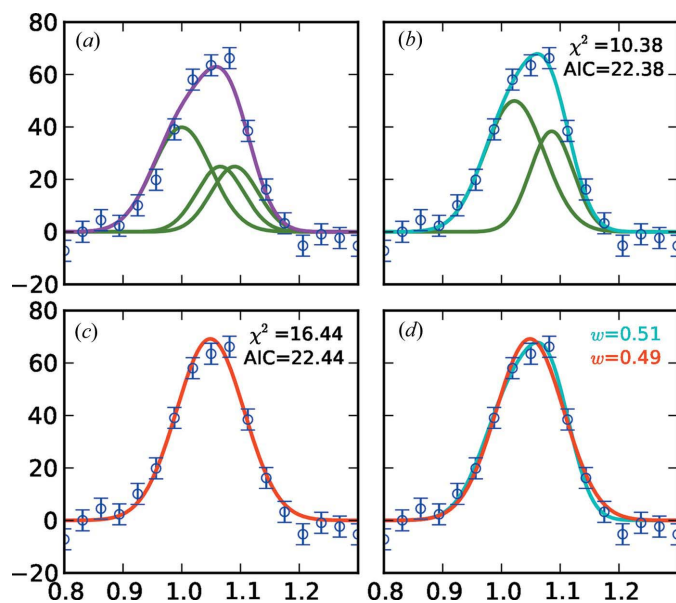 80
60
40
20
0
−20
(a)
(b)
χ² =10.38
AIC=22.38
80
60
40
20
0
−20
(c)
χ² =16.44
AIC=22.44
(d)
w=0.51
w=0.49
0.8 0.9 1.0 1.1 1.2
0.8 0.9 1.0 1.1 1.2